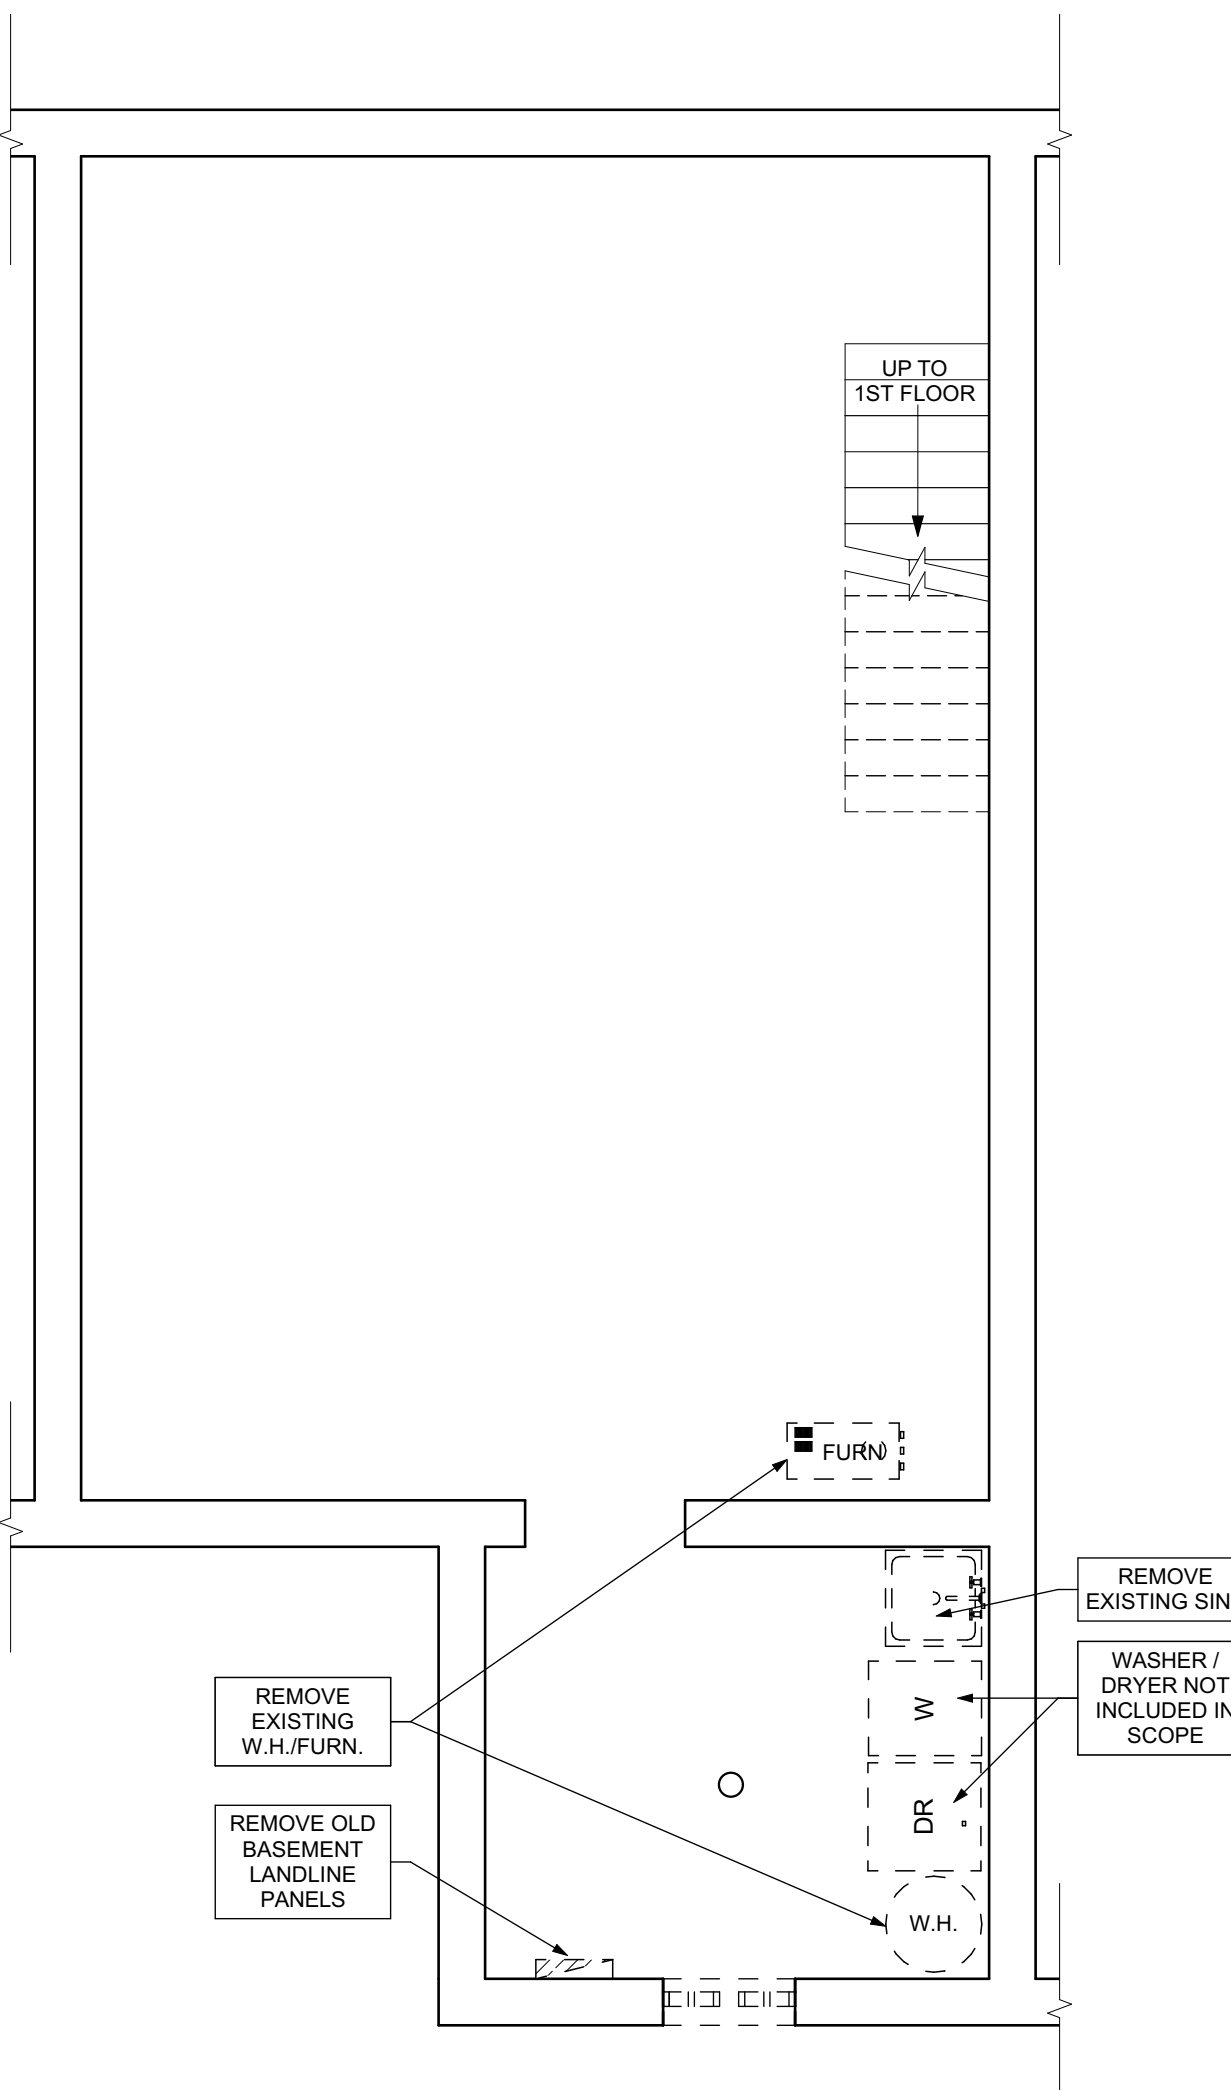 UP TO
1ST FLOOR
FURN
REMOVE
EXISTING SIN
WASHER /
DRYER NOT
INCLUDED IN
SCOPE
W
REMOVE
EXISTING
W.H./FURN.
DR
REMOVE OLD
BASEMENT
LANDLINE
PANELS
W.H.